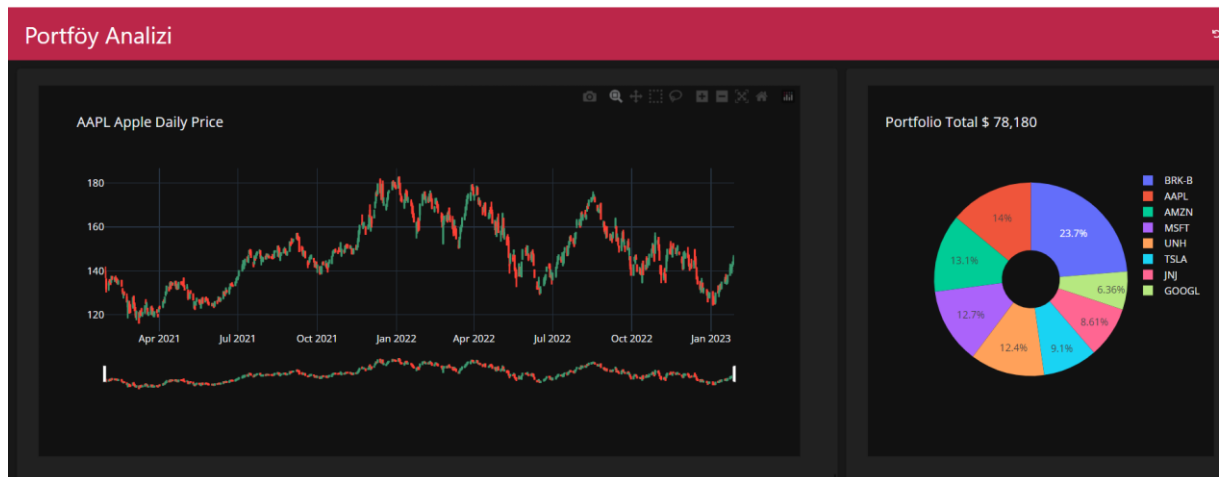 Portföy Analizi
AAPL Apple Daily Price
180
160
140
120
Apr 2021
Jul 2021
Oct 2021
Jan 2022
Apr 2022
Jul 2022
Oct 2022
Jan 2023
Portfolio Total $ 78,180
14%
23.7%
13.1%
6.36%
12.7%
8.61%
12.4%
9.1%
BRK-B
AAPL
AMZN
MSFT
UNH
TSLA
JNJ
GOOGL